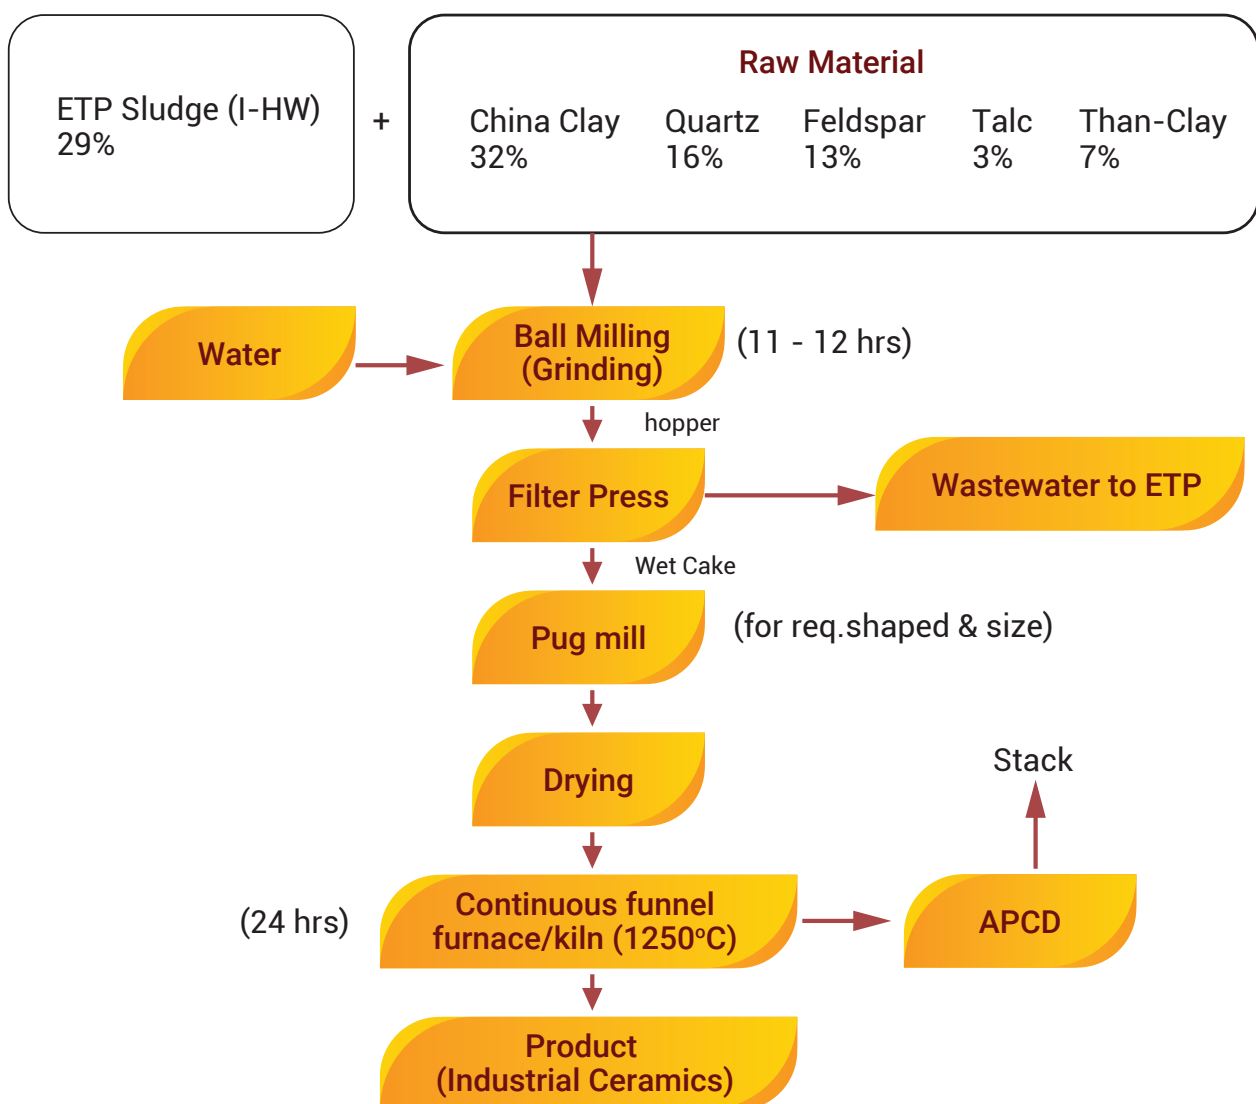 Raw Material
ETP Sludge (I-HW)
29%
+
China Clay
32%
Quartz
16%
Feldspar
13%
Talc
3%
Than-Clay
7%
Water
Ball Milling
(Grinding)
(11 - 12 hrs)
hopper
Filter Press
Wastewater to ETP
Wet Cake
Pug mill
(for req.shaped & size)
Drying
Stack
(24 hrs)
Continuous funnel
furnace/kiln (1250ºC)
APCD
Product
(Industrial Ceramics)